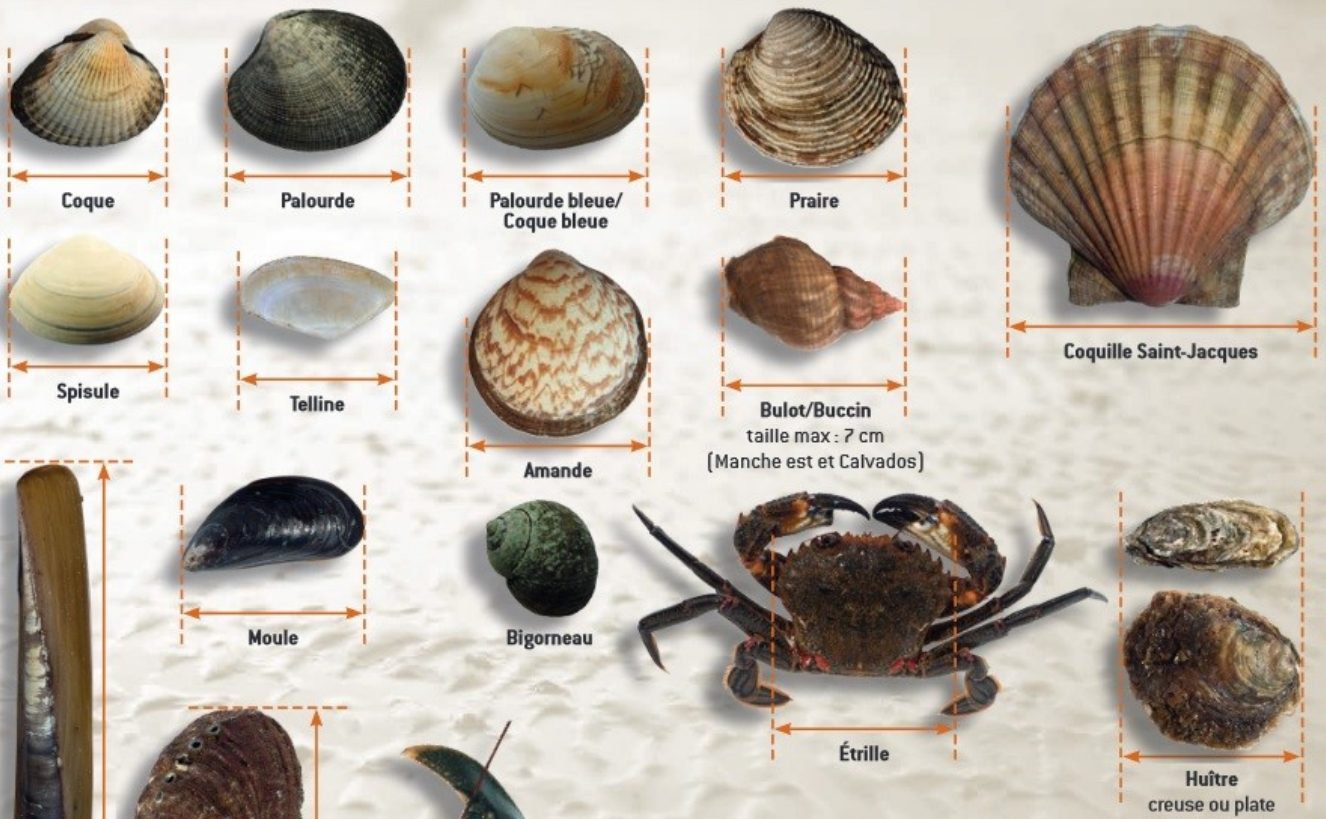 Coque
Palourde
Palourde bleue/
Coque bleue
Praire
Coquille Saint-Jacques
Spisule
Telline
Amande
Bulot/Buccin
taille max : 7 cm
(Manche est et Calvados)
Moule
Bigorneau
Étrille
Huître
creuse ou plate